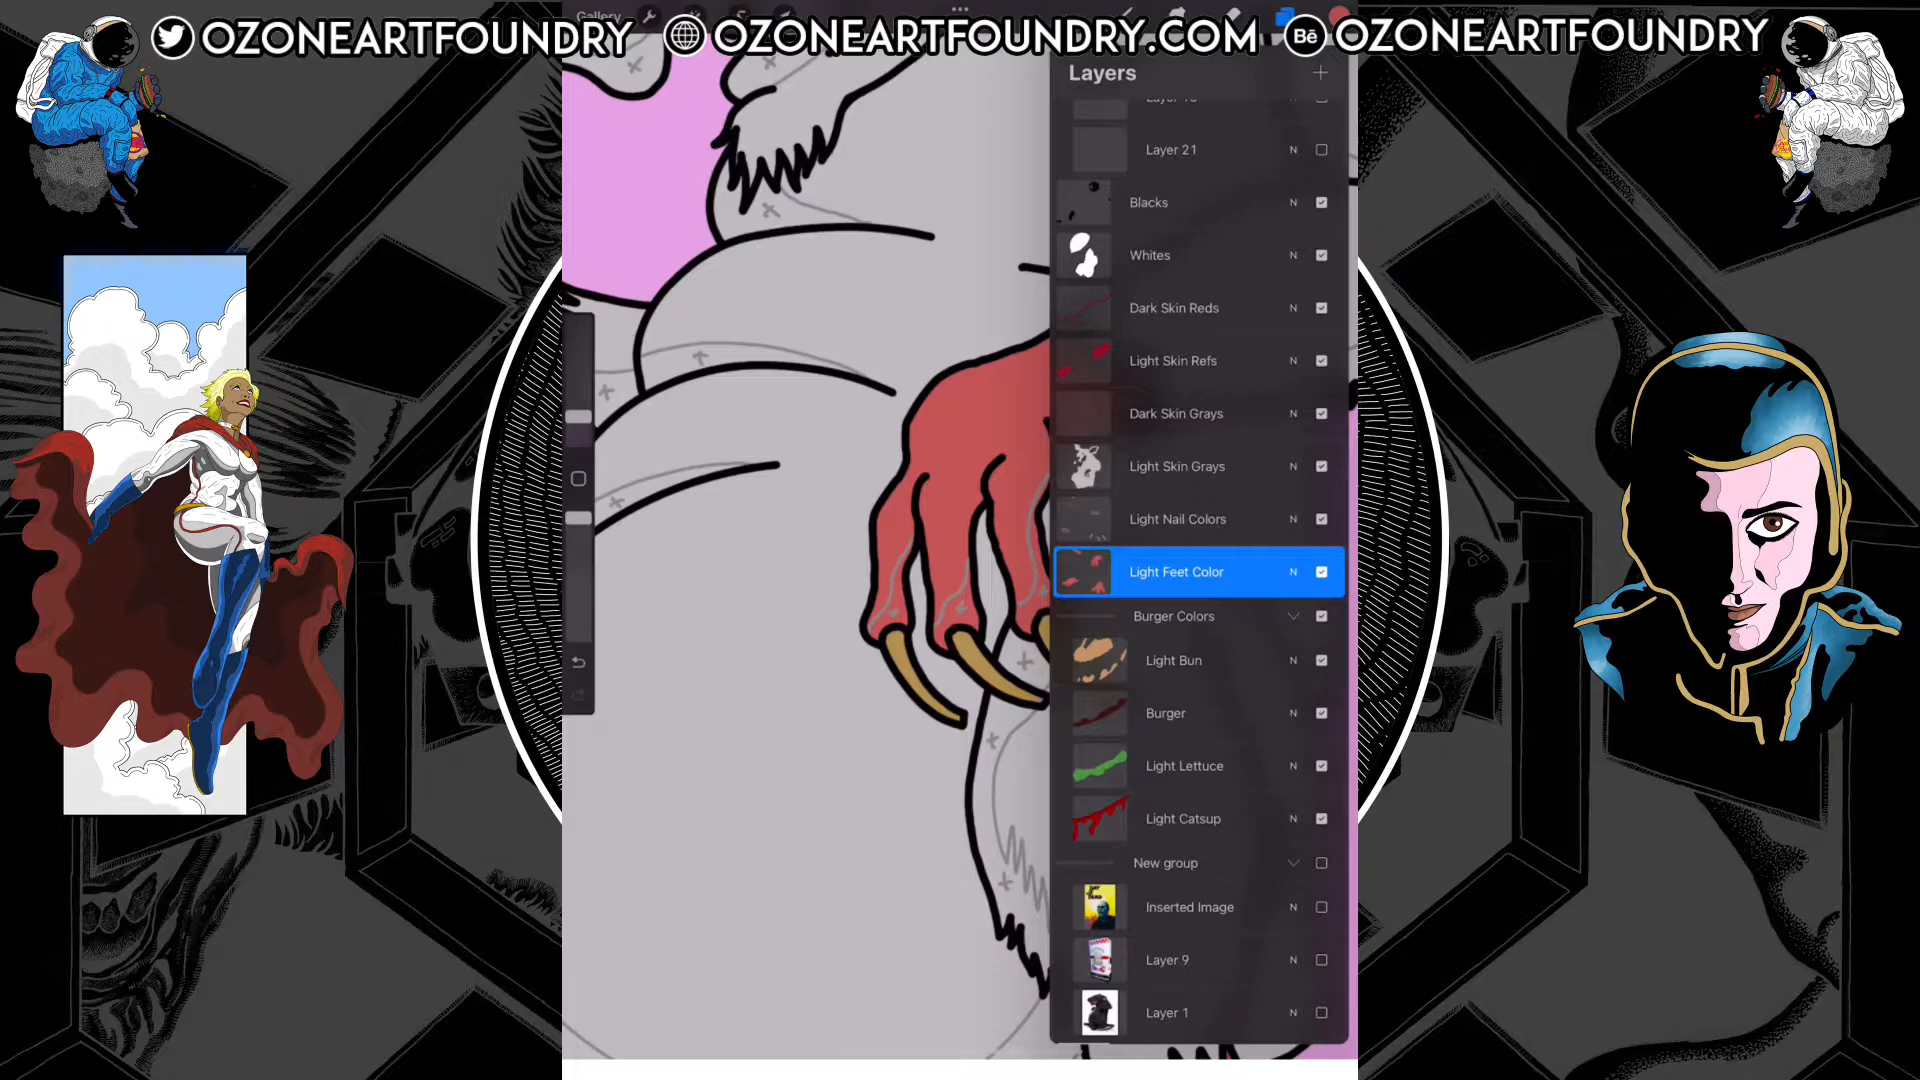 OZONEARTFOUNDRY
OZONEARTFOUNDRY.COM
Bē OZONEARTFOUNDRY
Gallery
Layers
Layer 21 N
Blacks N
Whites N
Dark Skin Reds N
Light Skin Refs N
Dark Skin Grays N
Light Skin Grays N
Light Nail Colors N
Light Feet Color N
Burger Colors
Light Bun N
Burger N
Light Lettuce N
Light Catsup N
New group
Inserted Image N
Layer 9 N
Layer 1 N